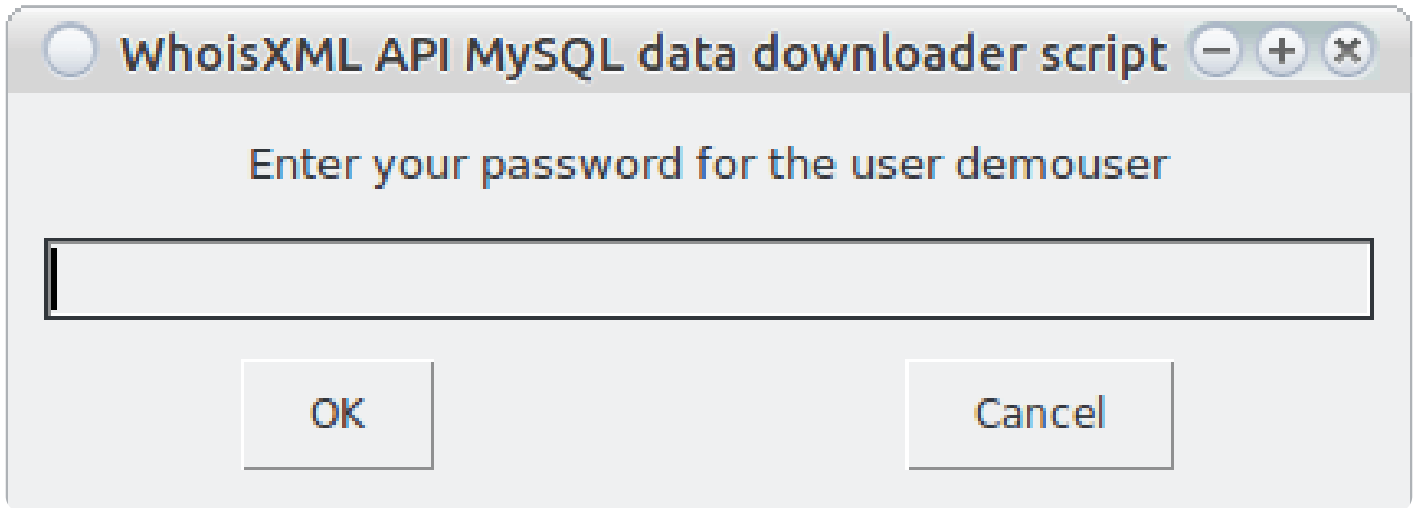 WhoisXML API MySQL data downloader script
Enter your password for the user demouser
OK
Cancel